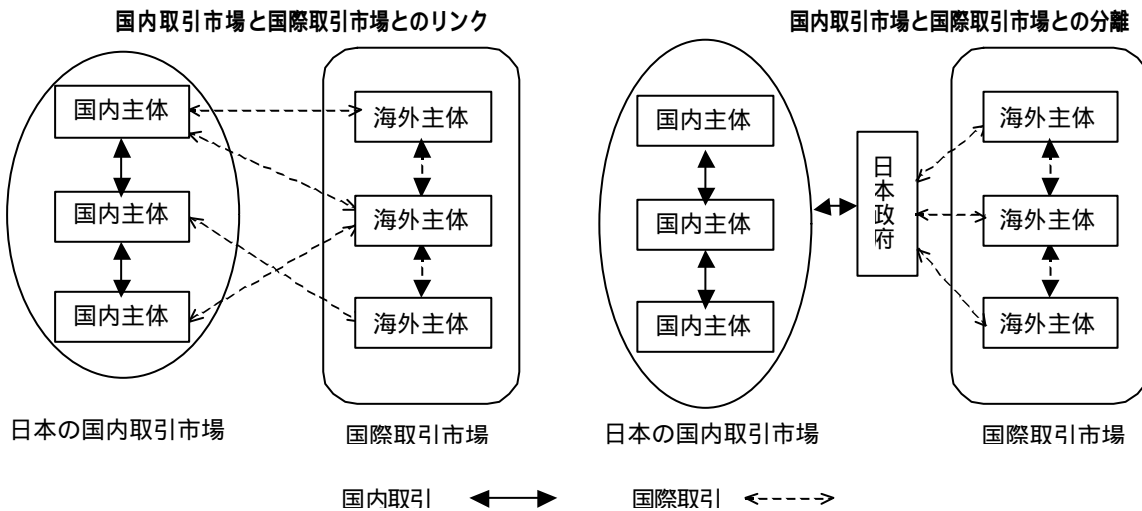 国内取引市場と国際取引市場とのリンク
国内主体
国内主体
国内主体
海外主体
海外主体
海外主体
日本の国内取引市場
国際取引市場
国内取引市場と国際取引市場との分離
国内主体
国内主体
国内主体
日本政府
海外主体
海外主体
海外主体
日本の国内取引市場
国際取引市場
国内取引
国際取引